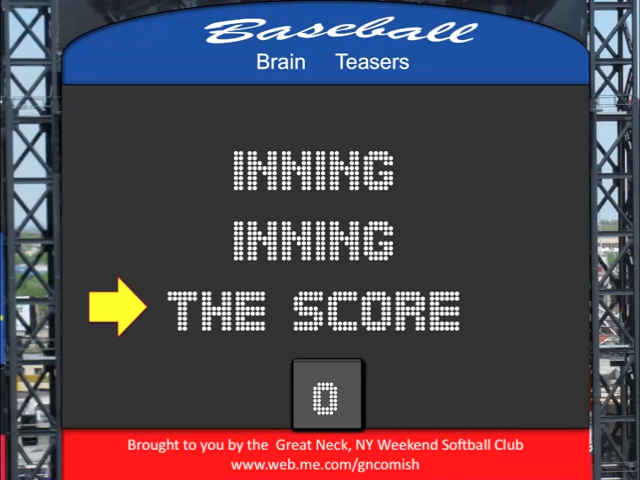 Baseball
Brain Teasers
INNING
INNING
THE SCORE
0
Brought to you by the Great Neck, NY Weekend Softball Club
www.web.me.com/gncomish